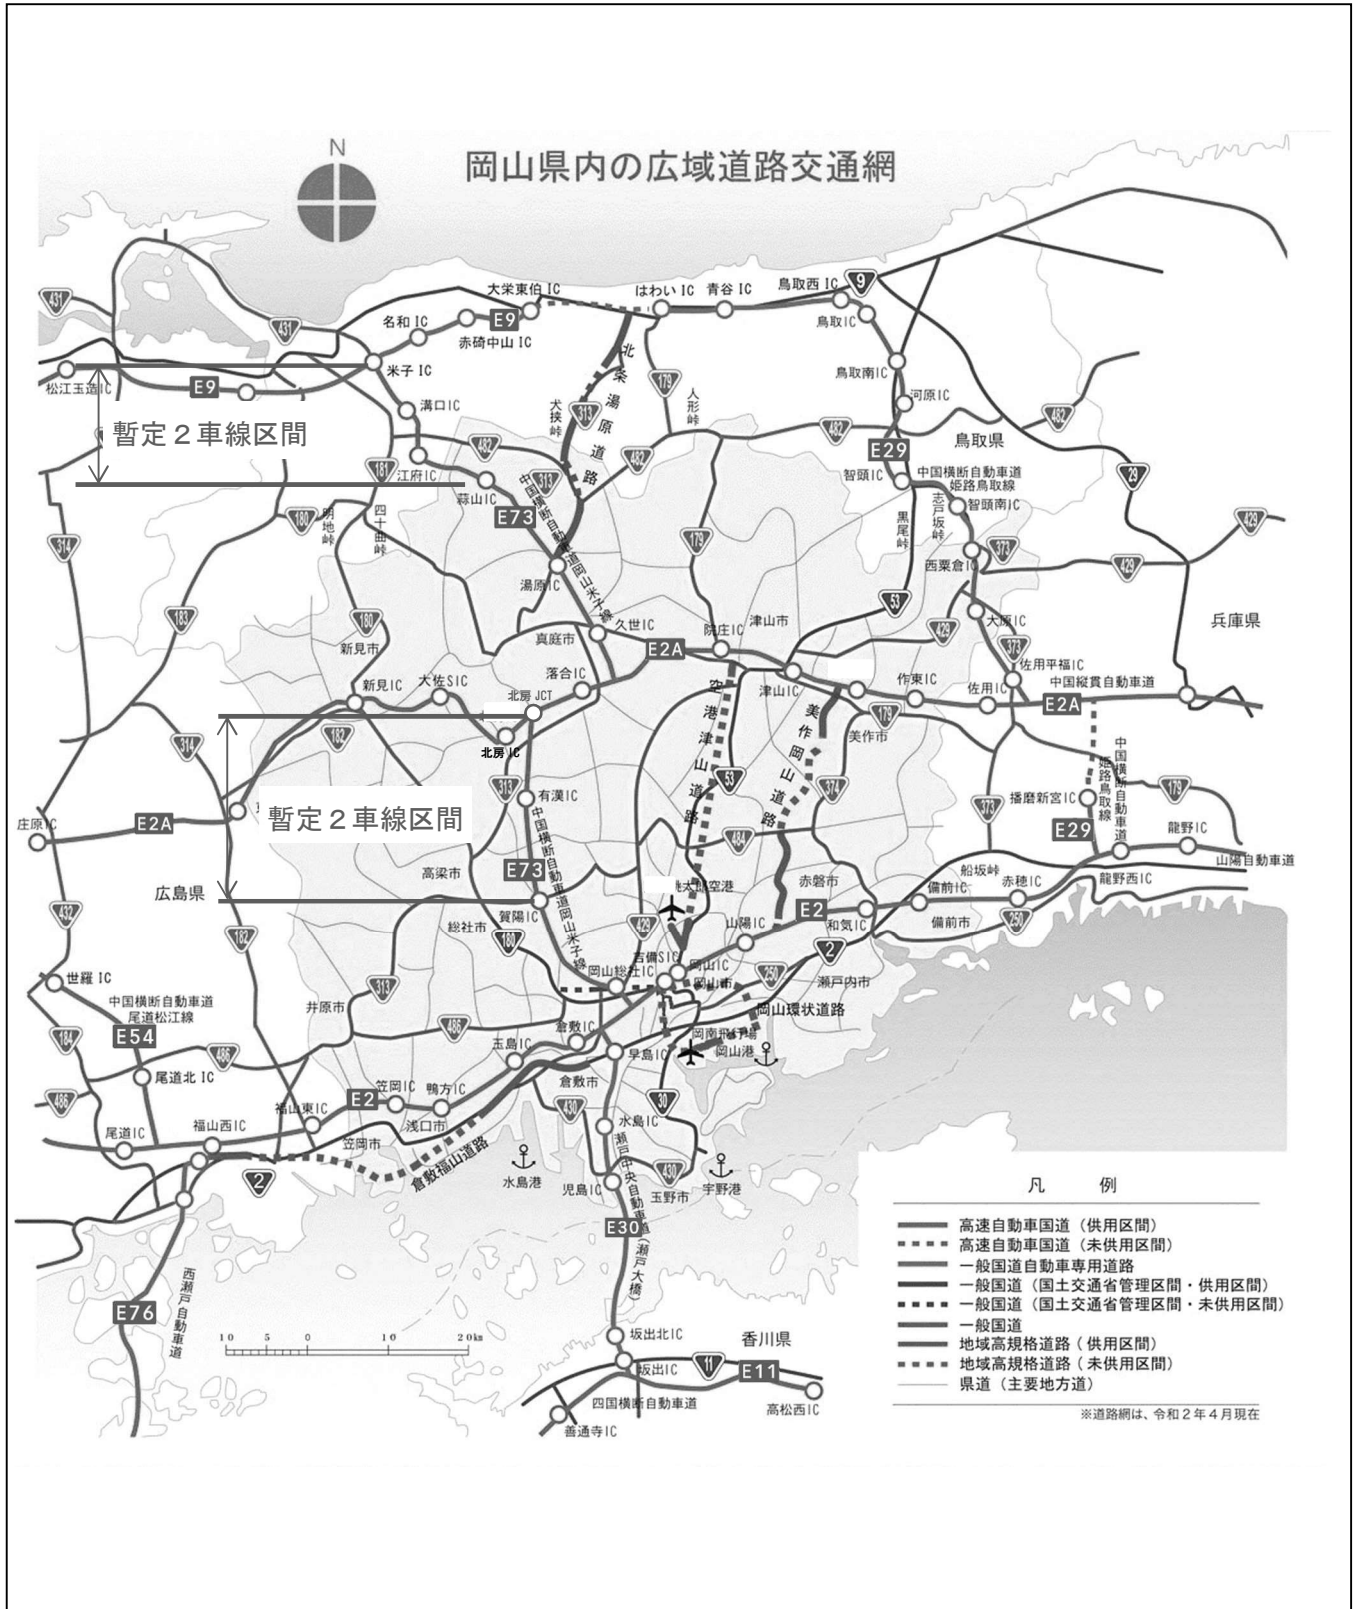 N
岡山県内の広域道路交通網
大栄東伯 IC
はわい IC
青谷 IC
鳥取西 IC
9
431
431
名和 IC
E9
赤碕中山 IC
鳥取IC
米子 IC
北条湯原道路
179
人形峠
鳥取南IC
松江玉造IC
E9
溝口IC
犬挟峠
313
河原IC
482
482
鳥取県
暫定２車線区間
482
482
E29
181
江府IC
313
智頭IC
中国横断自動車道
姫路鳥取線
29
蒜山IC
中国横断自動車道岡山米子線
志戸坂峠
智頭南IC
E73
黒尾峠
180
明地峠
四十曲峠
429
314
179
373
西粟倉IC
429
湯原IC
53
183
180
久世IC
大原IC
津山市
真庭市
院庄IC
429
兵庫県
新見市
E2A
373
佐用平福IC
落合IC
新見IC
大佐SIC
北房 JCT
空港津山道路
津山IC
作東IC
佐用IC
中国縦貫自動車道
E2A
美作岡山道路
179
美作市
182
北房 IC
314
中国横断自動車道
姫路鳥取線
313
有漢IC
53
374
179
373
播磨新宮IC
暫定２車線区間
庄原IC
E2A
中国横断自動車道岡山米子線
484
E29
龍野IC
山陽自動車道
高梁市
E73
船坂峠
龍野西IC
広島県
桃太郎空港
赤磐市
備前IC
赤穂IC
432
賀陽IC
429
山陽IC
E2
和気IC
備前市
250
182
総社市
180
吉備SIC
岡山IC
2
世羅 IC
岡山総社IC
岡山市
250
瀬戸内市
313
井原市
中国横断自動車道
尾道松江線
岡山環状道路
E54
486
倉敷IC
岡南飛行場
184
486
玉島IC
早島IC
岡山港
尾道北 IC
倉敷市
486
笠岡IC
鴨方IC
E2
430
30
福山東IC
水島IC
尾道IC
福山西IC
浅口市
笠岡市
倉敷福山道路
瀬戸中央自動車道(瀬戸大橋)
2
水島港
児島IC
430
玉野市
宇野港
凡　　例
E30
高速自動車国道（供用区間）
高速自動車国道（未供用区間）
一般国道自動車専用道路
一般国道（国土交通省管理区間・供用区間）
一般国道（国土交通省管理区間・未供用区間）
一般国道
地域高規格道路（供用区間）
地域高規格道路（未供用区間）
県道（主要地方道）
※道路網は、令和２年４月現在
西瀬戸自動車道
E76
10 5 0 10 20㎞
坂出北IC
香川県
坂出IC
11
E11
四国横断自動車道
高松西IC
善通寺IC